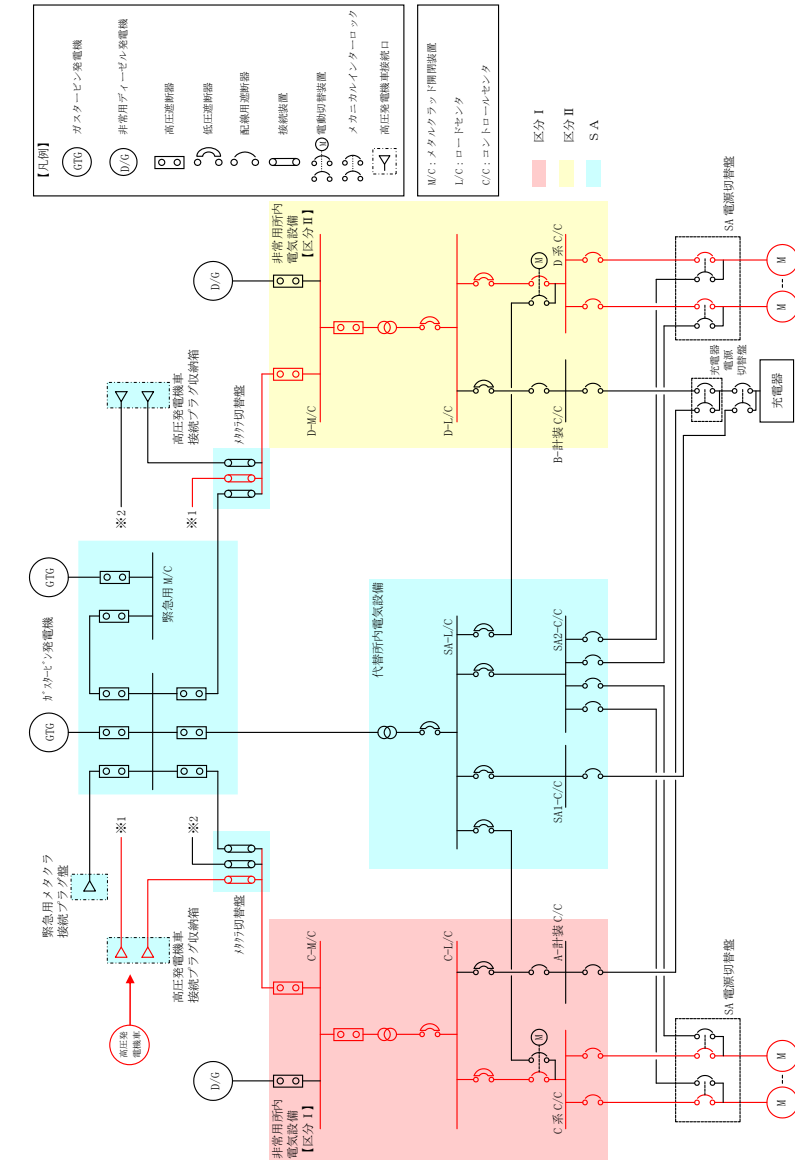 【凡例】
GTG
ガスタービン発電機
D/G
非常用ディーゼル発電機
高圧遮断器
低圧遮断器
配線用遮断器
接続装置
M
電動切替装置
メカニカルインターロック
高圧発電機車接続口
M/C：メタルクラッド開閉装置
L/C：ロードセンタ
C/C：コントロールセンタ
区分Ⅰ
区分Ⅱ
ＳＡ
ガスタービン発電機
GTG
GTG
緊急用 M/C
緊急用メタクラ
接続プラグ盤
高圧発
電機車
高圧発電機車
接続プラグ収納箱
※1
※2
メタクラ切替盤
高圧発電機車
接続プラグ収納箱
※2
※1
メタクラ切替盤
D/G
非常用所内
電気設備
【区分Ⅰ】
C-M/C
C-L/C
M
C系 C/C
A-計装 C/C
代替所内電気設備
SA-L/C
SA1-C/C
SA2-C/C
D/G
非常用所内
電気設備
【区分Ⅱ】
D-M/C
D-L/C
M
B-計装 C/C
D系 C/C
SA 電源切替盤
M
M
充電器
電源
切替盤
充電器
SA 電源切替盤
M
M